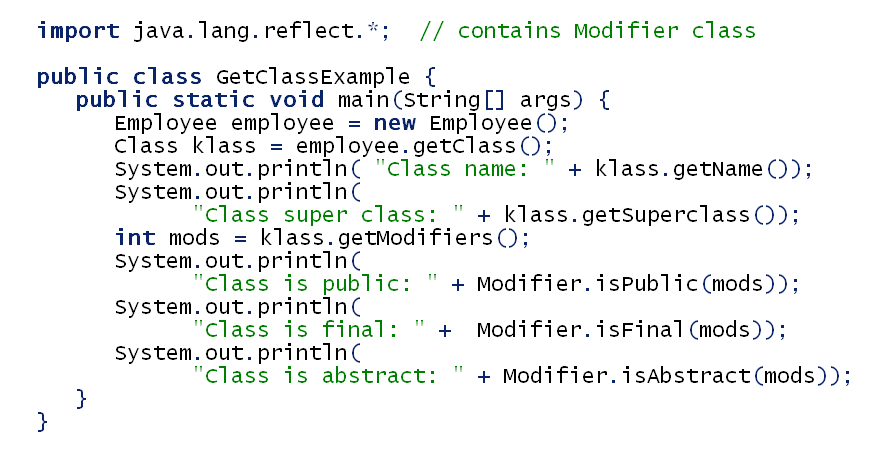 import java.lang.reflect.*;  // contains Modifier class

public class GetClassExample {
   public static void main(String[] args) {
      Employee employee = new Employee();
      Class klass = employee.getClass();
      System.out.println( "Class name: " + klass.getName());
      System.out.println(
            "Class super class: " + klass.getSuperclass());
      int mods = klass.getModifiers();
      System.out.println(
            "Class is public: " + Modifier.isPublic(mods));
      System.out.println(
            "Class is final: " +  Modifier.isFinal(mods));
      System.out.println(
            "Class is abstract: " + Modifier.isAbstract(mods));
   }
}